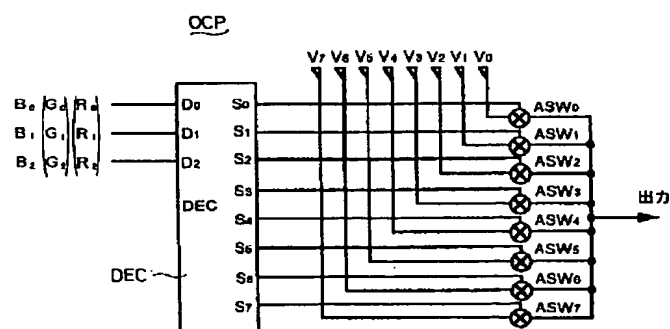 OCP
V₇ V₆ V₅ V₄ V₃ V₂ V₁ V₀
B₀ (G₀) (R₀) D₀ S₀ ASW₀
B₁ (G₁) (R₁) D₁ S₁ ASW₁
B₂ (G₂) (R₂) D₂ S₂ ASW₂
S₃ ASW₃
DEC
出力
S₄ ASW₄
S₅ ASW₅
DEC
S₆ ASW₆
S₇ ASW₇